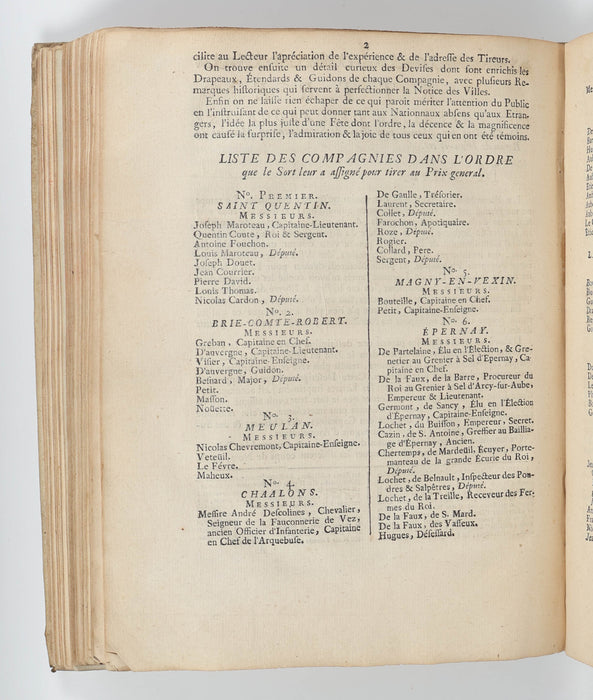 2
cilite au Lecteur l'apréciation de l'expérience & de l'adresse des Tireurs.
On trouve ensuite un détail curieux des Devises dont sont enrichis les
Drapeaux, Étendards & Guidons de chaque Compagnie, avec plusieurs Re-
marques historiques qui servent à perfectionner la Notice des Villes.
Enfin on ne laisse rien échaper de ce qui paroit mériter l'attention du Public
en l'instruisant de ce qui peut donner tant aux Nationnaux absens qu'aux Etran-
gers, l'idée la plus juste d'une Fête dont l'ordre, la décence & la magnificence
ont causé la surprise, l'admiration & la joie de tous ceux qui en ont été témoins.
LISTE DES COMPAGNIES DANS L'ORDRE
que le Sort leur a assigné pour tirer au Prix general.
No. PREMIER.
SAINT QUENTIN.
MESSIEURS.
Joseph Maroteau, Capitaine-Lieutenant.
Quentin Coute, Roi & Sergent.
Antoine Fouchon.
Louis Maroteau, Député.
Joseph Douet.
Jean Courrier.
Pierre David.
Louis Thomas.
Nicolas Cardon, Député.
No. 2.
BRIE-COMTE-ROBERT.
MESSIEURS.
Greban, Capitaine en Chef.
D'auvergne, Capitaine-Lieutenant.
Visier, Capitaine-Enseigne.
D'auvergne, Guidon.
Besnard, Major, Député.
Petit.
Masson.
Noüette.
No. 3.
MEULAN.
MESSIEURS.
Nicolas Chevremont, Capitaine-Enseigne.
Veteüil.
Le Févre.
Maheux.
No. 4.
CHAALONS.
MESSIEURS.
Messire André Descolines, Chevalier,
Seigneur de la Fauconnerie de Vez,
ancien Officier d'Infanterie, Capitaine
en Chef de l'Arquebuse.
De Gaulle, Trésorier.
Laurent, Secretaire.
Collet, Député.
Farochon, Apotiquaire.
Roze, Député.
Rogier.
Collard, Pere.
Sergent, Député.
No. 5.
MAGNY-EN-VEXIN.
MESSIEURS.
Bouteille, Capitaine en Chef.
Petit, Capitaine-Enseigne.
No. 6.
ÉPERNAY.
MESSIEURS.
De Partelaine, Élu en l'Élection, & Gre-
netier au Grenier à Sel d'Epernay, Ca-
pitaine en Chef.
De la Faux, de la Barre, Procureur du
Roi au Grenier à Sel d'Arcy-sur-Aube,
Empereur & Lieutenant.
Germont, de Sancy, Élu en l'Élection
d'Épernay, Capitaine-Enseigne.
Lochet, du Buisson, Empereur, Secret.
Cazin, de S. Antoine, Greffier au Baillia-
ge d'Epernay, Ancien.
Chertemps, de Mardeüil, Écuyer, Porte-
manteau de la grande Écurie du Roi,
Député.
Lochet, de Belnault, Inspecteur des Pou-
dres & Salpêtres, Député.
Lochet, de la Treille, Receveur des Fer-
mes du Roi.
De la Faux, de S. Mard.
De la Faux, des Vasseux.
Hugues, Désessard.